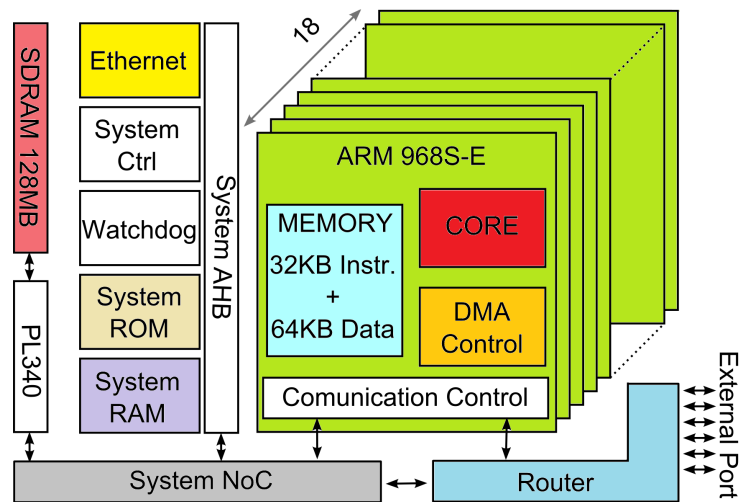 SDRAM 128MB
PL340
Ethernet
System
Ctrl
Watchdog
System
ROM
System
RAM
System AHB
18
ARM 968S-E
MEMORY
32KB Instr.
+
64KB Data
CORE
DMA
Control
Comunication Control
System NoC
Router
External Port